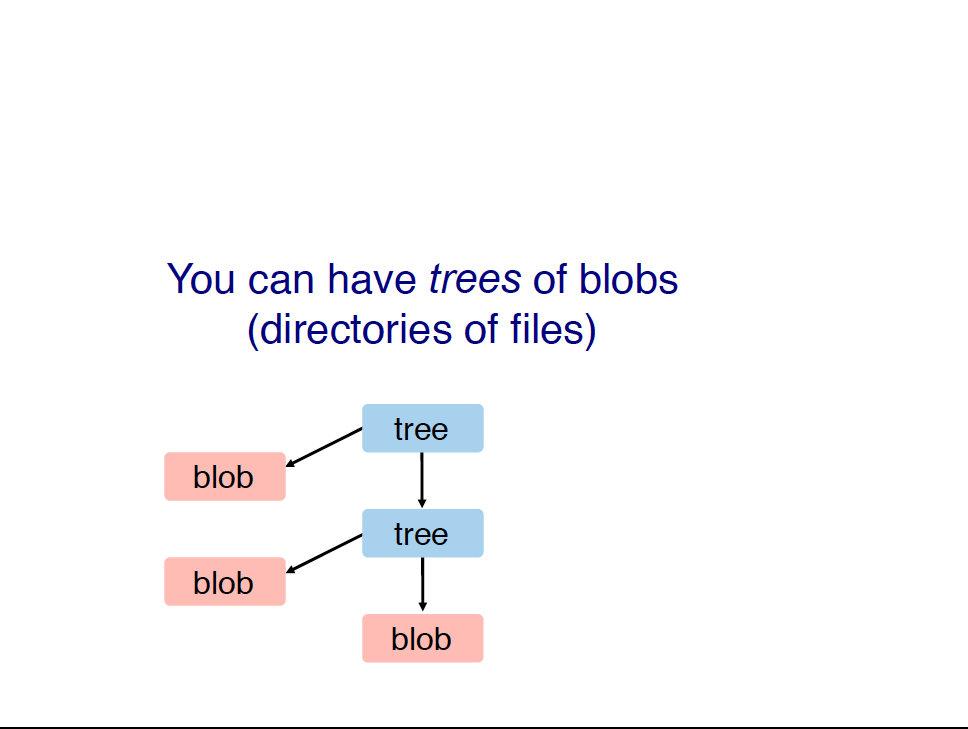 You can have trees of blobs
(directories of files)
tree
blob
tree
blob
blob